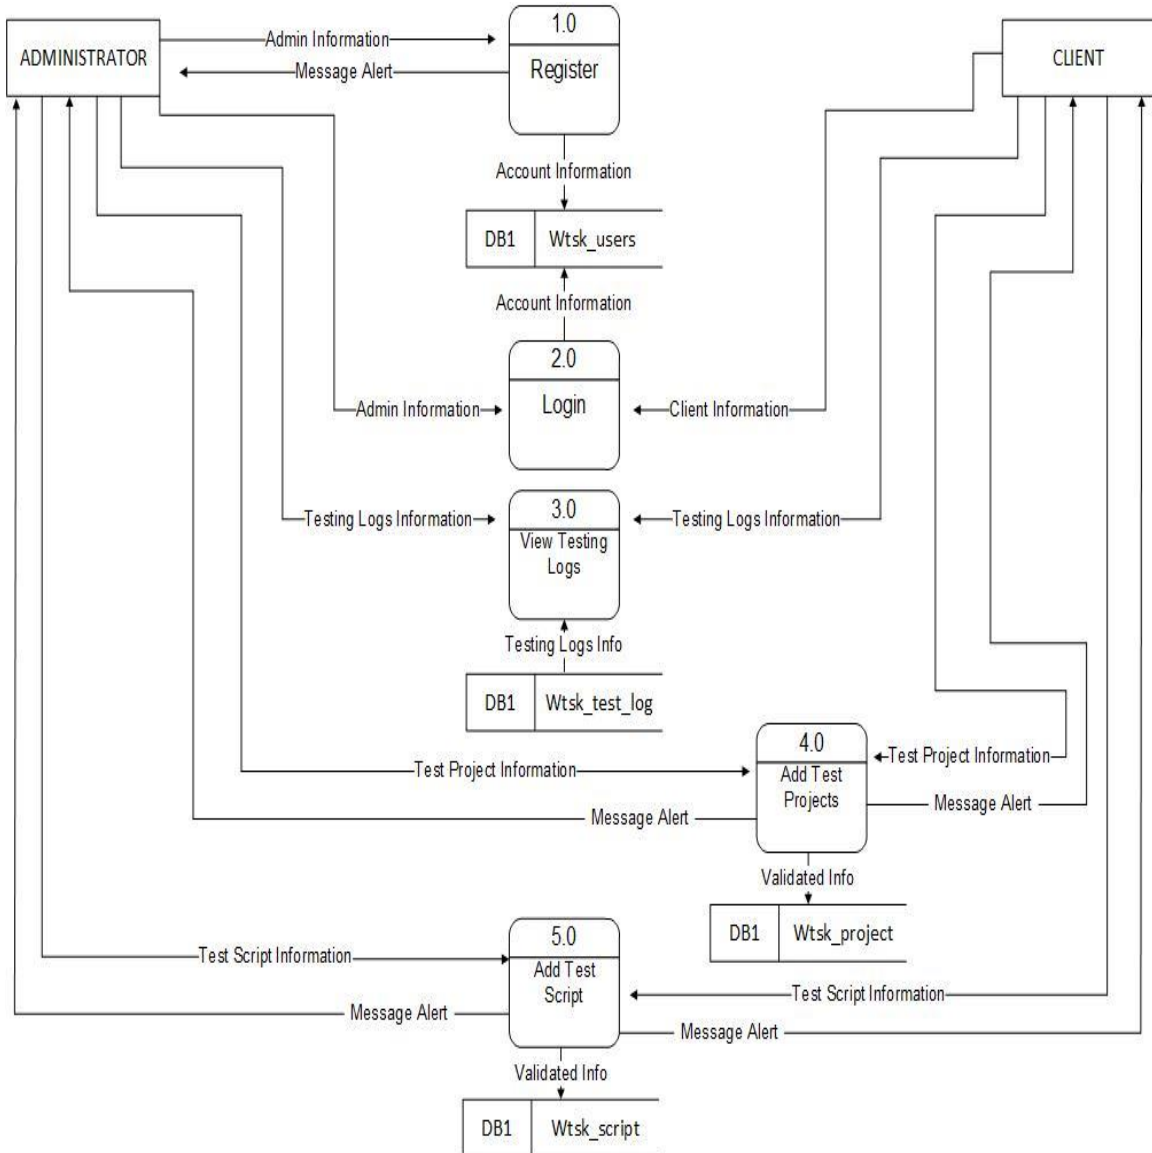 1.0
ADMINISTRATOR
Admin Information
Message Alert
Register
CLIENT
Account Information
DB1 Wtsk_users
Account Information
2.0
Admin Information
Login
Client Information
3.0
Testing Logs Information
View Testing
Logs
Testing Logs Information
Testing Logs Info
DB1 Wtsk_test_log
4.0
Test Project Information
Add Test
Projects
Test Project Information
Message Alert
Message Alert
Validated Info
DB1 Wtsk_project
5.0
Test Script Information
Add Test
Script
Test Script Information
Message Alert
Message Alert
Validated Info
DB1 Wtsk_script